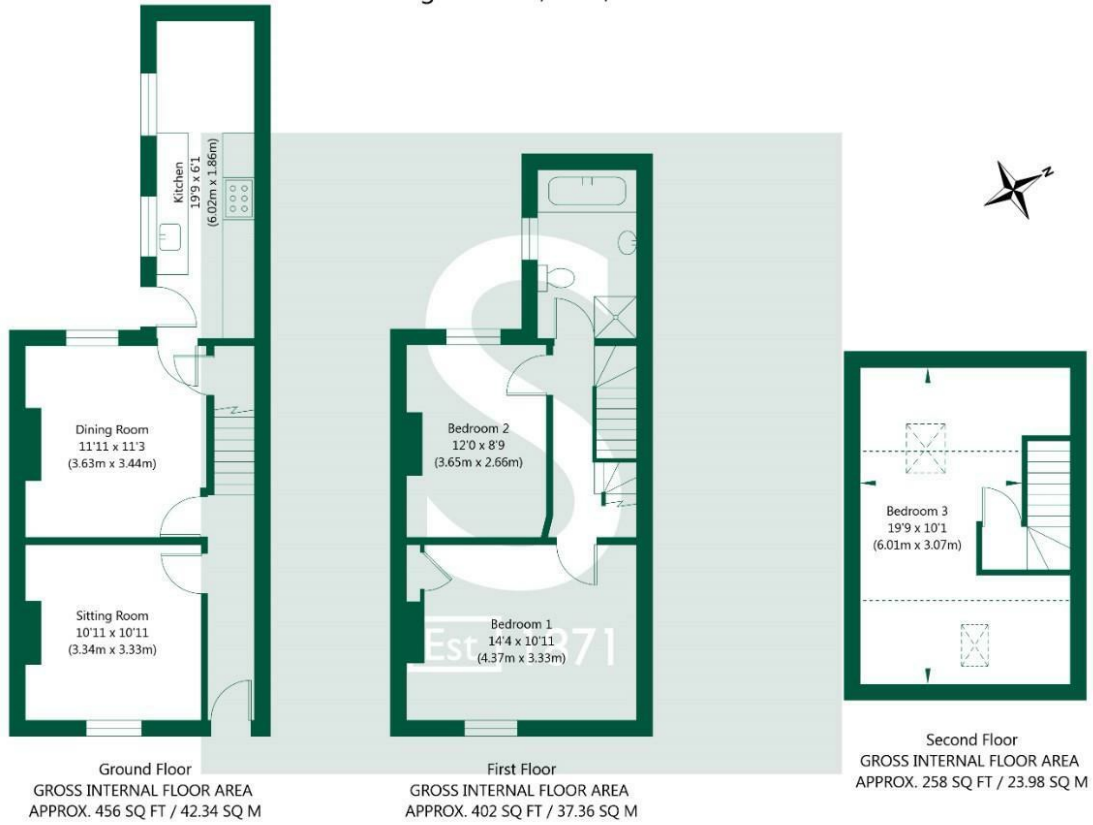 Kitchen
19'9 x 6'1
(6.02m x 1.86m)
Dining Room
11'11 x 11'3
(3.63m x 3.44m)
Sitting Room
10'11 x 10'11
(3.34m x 3.33m)
Ground Floor
GROSS INTERNAL FLOOR AREA
APPROX. 456 SQ FT / 42.34 SQ M
Bedroom 2
12'0 x 8'9
(3.65m x 2.66m)
Bedroom 1
14'4 x 10'11
(4.37m x 3.33m)
S
Est 1871
First Floor
GROSS INTERNAL FLOOR AREA
APPROX. 402 SQ FT / 37.36 SQ M
N
Bedroom 3
19'9 x 10'1
(6.01m x 3.07m)
Second Floor
GROSS INTERNAL FLOOR AREA
APPROX. 258 SQ FT / 23.98 SQ M